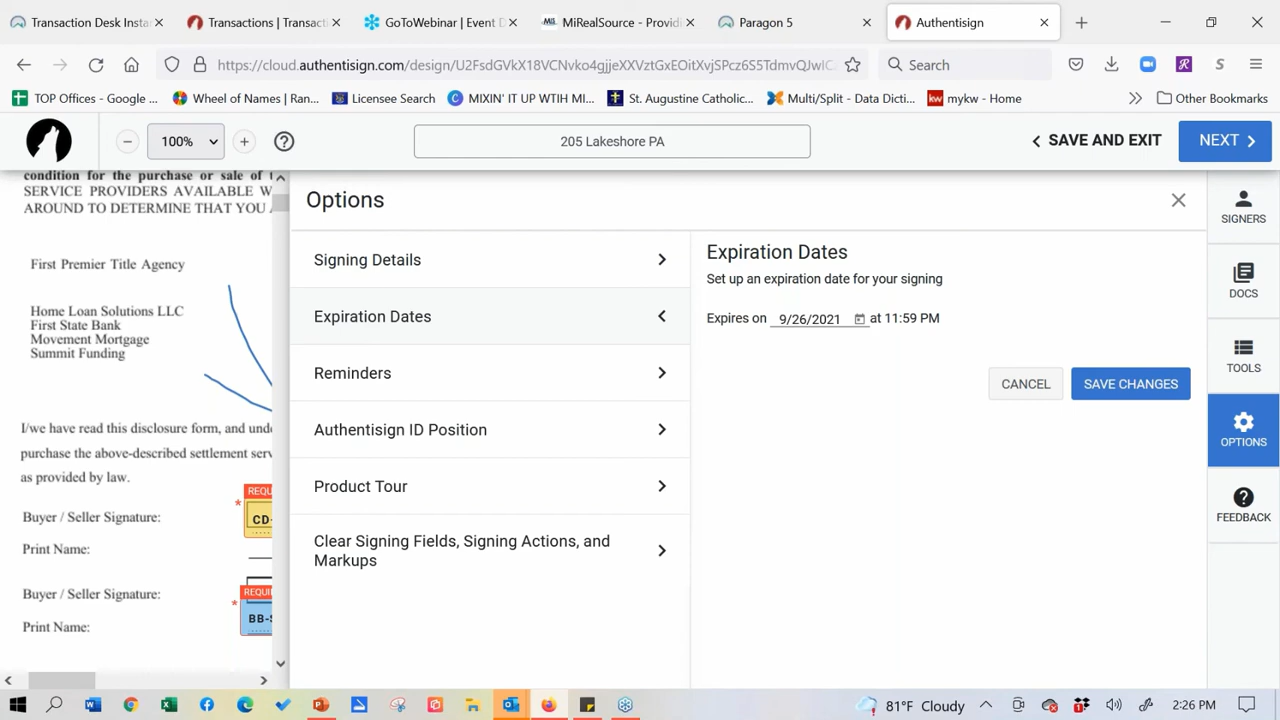 Transaction Desk Insta
Transactions | Transact
GoToWebinar | Event D
MiRealSource - Providi
Paragon 5
Authentisign
https://cloud.authentisign.com/design/U2FsdGVkX18VCNvko4gjjeXXVztGxEOitXvjSPcz6S5TdmvQJwlC
Search
TOP Offices - Google ...
Wheel of Names | Ran...
Licensee Search
MIXIN' IT UP WTIH MI...
St. Augustine Catholic...
Multi/Split - Data Dicti...
mykw - Home
Other Bookmarks
100%
205 Lakeshore PA
SAVE AND EXIT
NEXT
condition for the purchase or sale of t
SERVICE PROVIDERS AVAILABLE W
AROUND TO DETERMINE THAT YOU A
First Premier Title Agency
Home Loan Solutions LLC
First State Bank
Movement Mortgage
Summit Funding
I/we have read this disclosure form, and unde
purchase the above-described settlement serv
as provided by law.
REQU
CD-
Buyer / Seller Signature:
Print Name:
REQUI
BB-S
Buyer / Seller Signature:
Print Name:
Options
Signing Details
Expiration Dates
Reminders
Authentisign ID Position
Product Tour
Clear Signing Fields, Signing Actions, and
Markups
Expiration Dates
Set up an expiration date for your signing
Expires on 9/26/2021 at 11:59 PM
CANCEL
SAVE CHANGES
SIGNERS
DOCS
TOOLS
OPTIONS
FEEDBACK
81°F Cloudy
2:26 PM